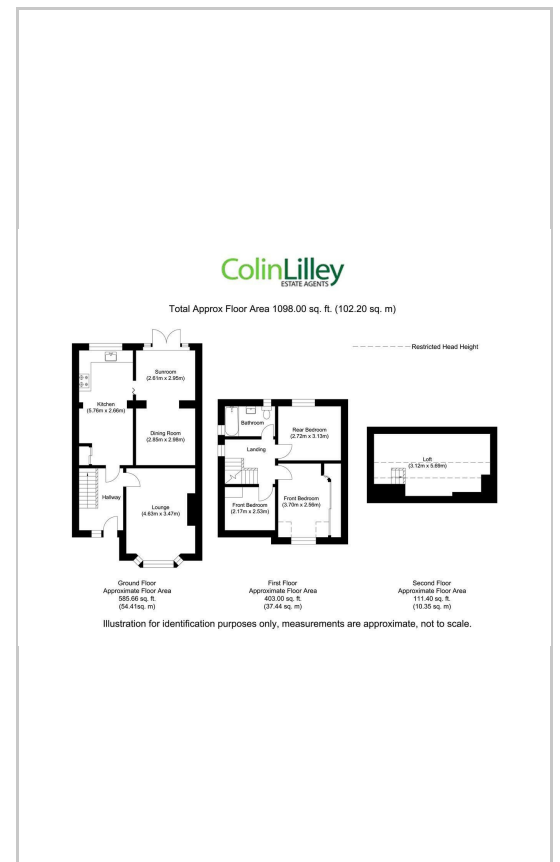 ColinLilley
ESTATE AGENTS
Total Approx Floor Area 1098.00 sq. ft. (102.20 sq. m)
Restricted Head Height
Sunroom
(2.61m x 2.95m)
Kitchen
(5.76m x 2.66m)
Dining Room
(2.85m x 2.98m)
Hallway
Lounge
(4.63m x 3.47m)
Bathroom
Rear Bedroom
(2.72m x 3.13m)
Landing
Front Bedroom
(2.17m x 2.53m)
Front Bedroom
(3.70m x 2.56m)
Loft
(3.12m x 5.69m)
Ground Floor
Approximate Floor Area
585.66 sq. ft.
(54.41sq. m)
First Floor
Approximate Floor Area
403.00 sq. ft.
(37.44 sq. m)
Second Floor
Approximate Floor Area
111.40 sq. ft.
(10.35 sq. m)
Illustration for identification purposes only, measurements are approximate, not to scale.